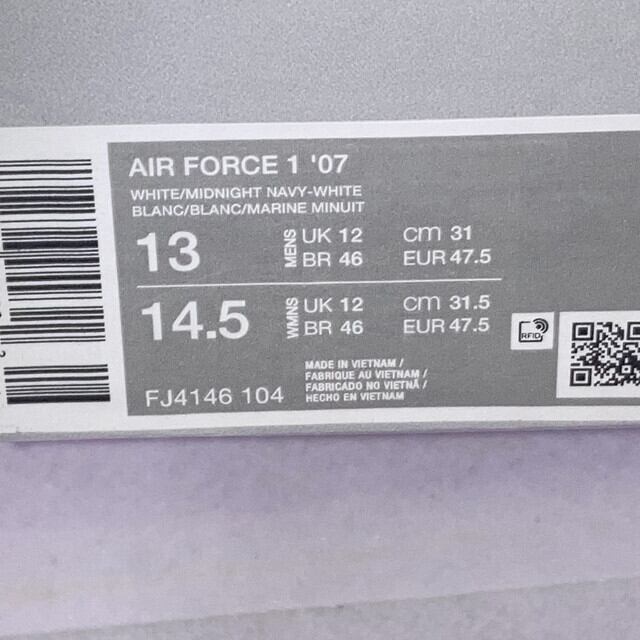 AIR FORCE 1 '07
WHITE/MIDNIGHT NAVY-WHITE
BLANC/BLANC/MARINE MINUIT
13 MENS UK 12 cm 31
BR 46 EUR 47.5
14.5 WMNS UK 12 cm 31.5
BR 46 EUR 47.5
RFID
MADE IN VIETNAM /
FABRIQUE AU VIETNAM /
FABRICADO NO VIETNÃ /
HECHO EN VIETNAM
FJ4146 104